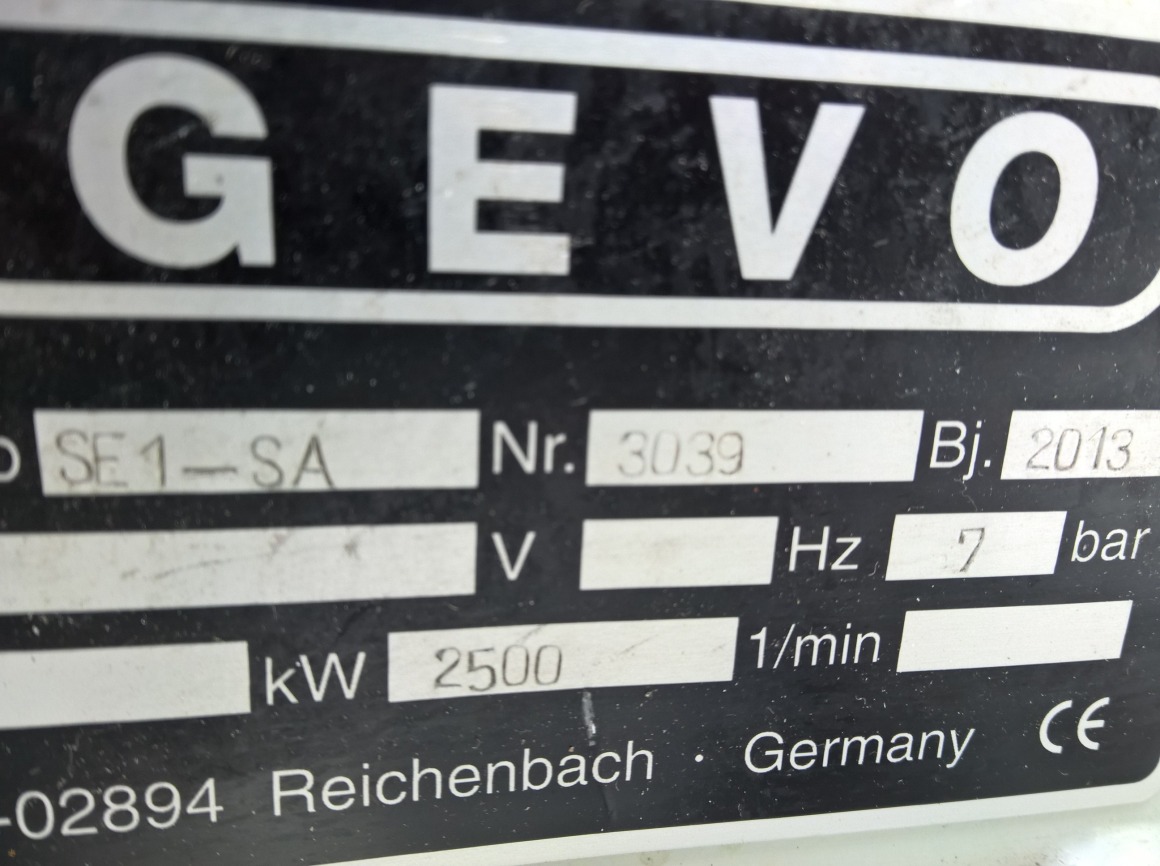 GEVO
SE1-SA Nr. 3039 Bj. 2013
V Hz 7 bar
kW 2500 1/min
-02894 Reichenbach · Germany CE